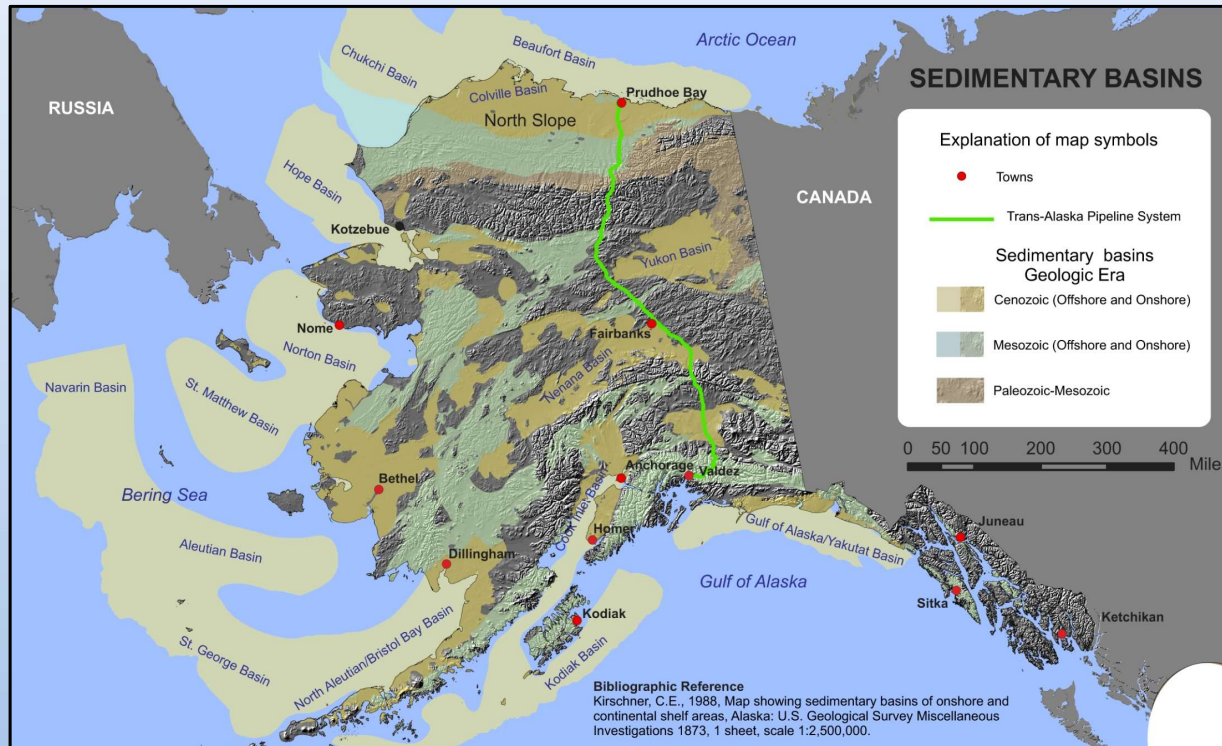 Arctic Ocean
Beaufort Basin
Chukchi Basin
SEDIMENTARY BASINS
RUSSIA
Colville Basin
Prudhoe Bay
North Slope
Explanation of map symbols
Towns
Trans-Alaska Pipeline System
Sedimentary basins
Geologic Era
Cenozoic (Offshore and Onshore)
Mesozoic (Offshore and Onshore)
Paleozoic-Mesozoic
0 50 100 200 300 400
Mile
CANADA
Hope Basin
Kotzebue
Yukon Basin
Nome
Fairbanks
Norton Basin
Navarin Basin
St. Matthew Basin
Nenana Basin
Anchorage
Valdez
Bethel
Bering Sea
Cook Inlet Basin
Homer
Gulf of Alaska/Yakutat Basin
Juneau
Aleutian Basin
Dillingham
Gulf of Alaska
Sitka
Kodiak
Ketchikan
St. George Basin
North Aleutian/Bristol Bay Basin
Kodiak Basin
Bibliographic Reference
Kirschner, C.E., 1988, Map showing sedimentary basins of onshore and
continental shelf areas, Alaska: U.S. Geological Survey Miscellaneous
Investigations 1873, 1 sheet, scale 1:2,500,000.